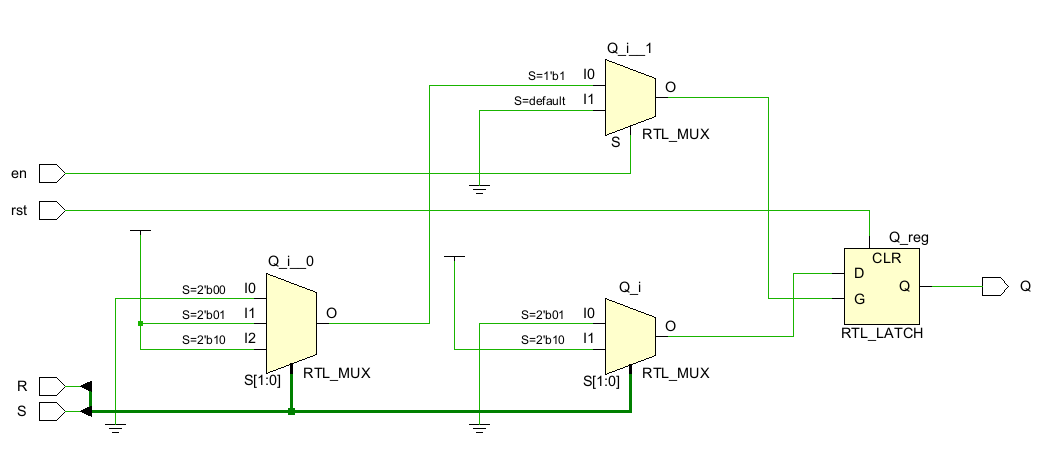 Q_i__1
S=1'b1 I0
O
S=default I1
RTL_MUX
S
en
rst
Q_reg
CLR
Q_i__0
D
Q_i
Q
Q
S=2'b00 I0
G
S=2'b01 I1
O
S=2'b01 I0
O
RTL_LATCH
S=2'b10 I2
S=2'b10 I1
S[1:0]
RTL_MUX
S[1:0]
RTL_MUX
R
S